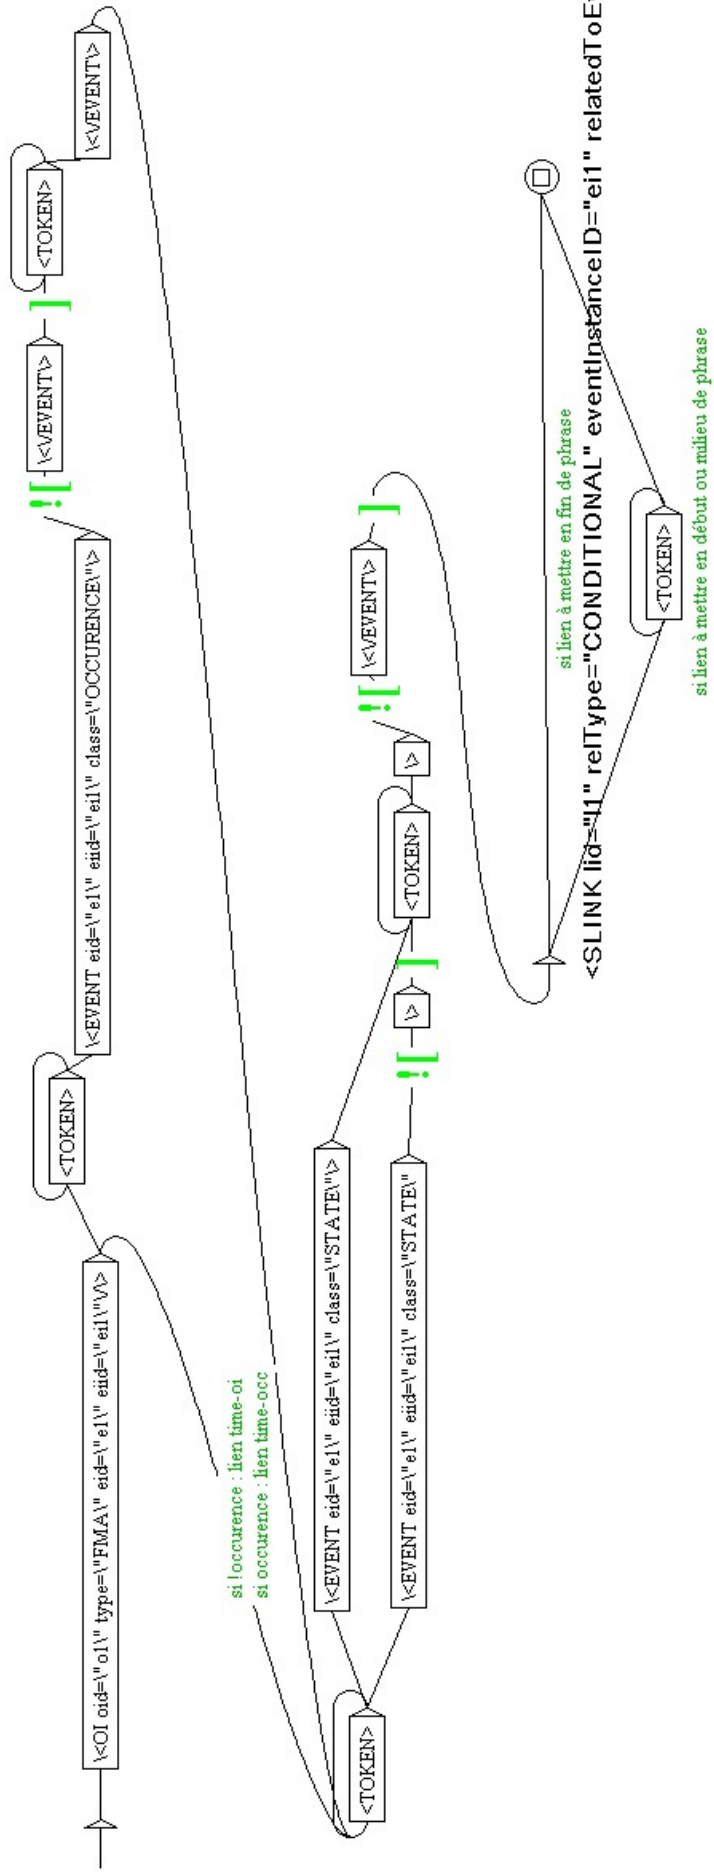 \<OI oid=\"o1\" type=\"FMA\" eid=\"e1\" eiid=\"ei1\"\/\>
<TOKEN>
\<EVENT eid=\"e1\" eiid=\"ei1\" class=\"OCCURENCE\"\>
!]
\<\/EVENT\>
[
<TOKEN>
\<\/EVENT\>
si !occurence : lien time-oi
si occurence : lien time-occ
<TOKEN>
\<EVENT eid=\"e1\" eiid=\"ei1\" class=\"STATE\"\>
\<EVENT eid=\"e1\" eiid=\"ei1\" class=\"STATE\"
!]
\>
[
<TOKEN>
\>
!]
\<\/EVENT\>
[
si lien à mettre en fin de phrase
<SLINK lid="l1" relType="CONDITIONAL" eventInstanceID="ei1" relatedToE
<TOKEN>
si lien à mettre en début ou milieu de phrase